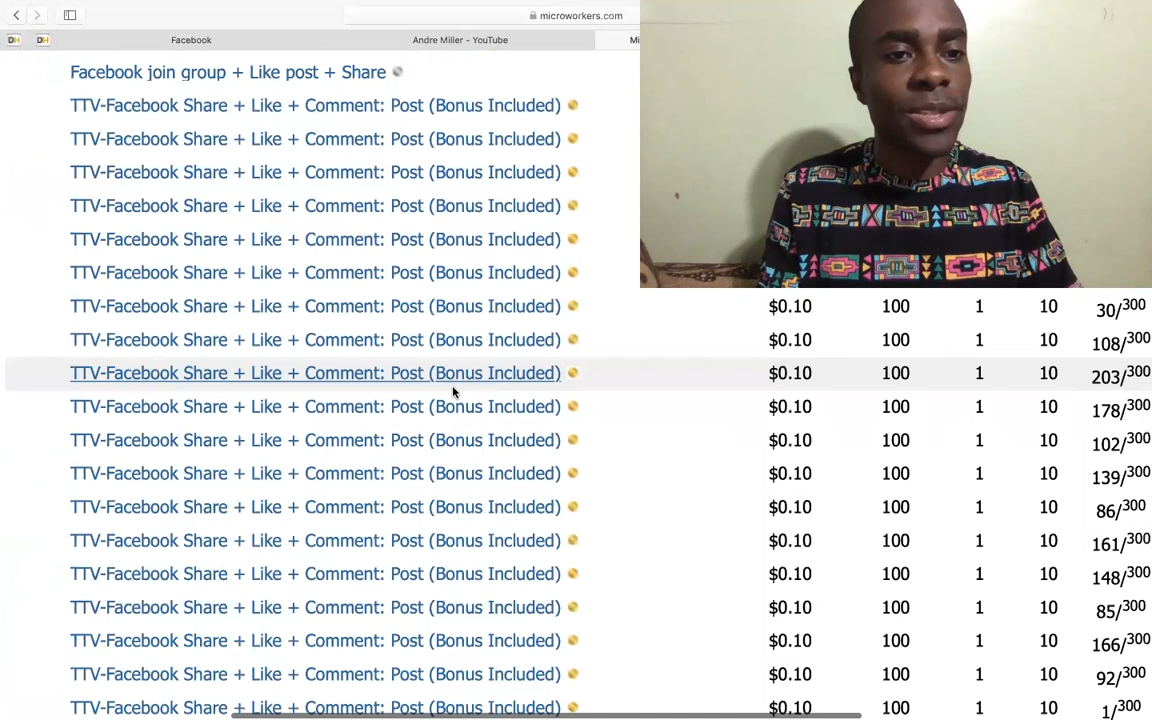 microworkers.com
DH DH Facebook Andre Miller - YouTube Mi
Facebook join group + Like post + Share
TTV-Facebook Share + Like + Comment: Post (Bonus Included)
TTV-Facebook Share + Like + Comment: Post (Bonus Included)
TTV-Facebook Share + Like + Comment: Post (Bonus Included)
TTV-Facebook Share + Like + Comment: Post (Bonus Included)
TTV-Facebook Share + Like + Comment: Post (Bonus Included)
TTV-Facebook Share + Like + Comment: Post (Bonus Included)
TTV-Facebook Share + Like + Comment: Post (Bonus Included) $0.10 100 1 10 30/300
TTV-Facebook Share + Like + Comment: Post (Bonus Included) $0.10 100 1 10 108/300
TTV-Facebook Share + Like + Comment: Post (Bonus Included) $0.10 100 1 10 203/300
TTV-Facebook Share + Like + Comment: Post (Bonus Included) $0.10 100 1 10 178/300
TTV-Facebook Share + Like + Comment: Post (Bonus Included) $0.10 100 1 10 102/300
TTV-Facebook Share + Like + Comment: Post (Bonus Included) $0.10 100 1 10 139/300
TTV-Facebook Share + Like + Comment: Post (Bonus Included) $0.10 100 1 10 86/300
TTV-Facebook Share + Like + Comment: Post (Bonus Included) $0.10 100 1 10 161/300
TTV-Facebook Share + Like + Comment: Post (Bonus Included) $0.10 100 1 10 148/300
TTV-Facebook Share + Like + Comment: Post (Bonus Included) $0.10 100 1 10 85/300
TTV-Facebook Share + Like + Comment: Post (Bonus Included) $0.10 100 1 10 166/300
TTV-Facebook Share + Like + Comment: Post (Bonus Included) $0.10 100 1 10 92/300
TTV-Facebook Share + Like + Comment: Post (Bonus Included) $0.10 100 1 10 1/300